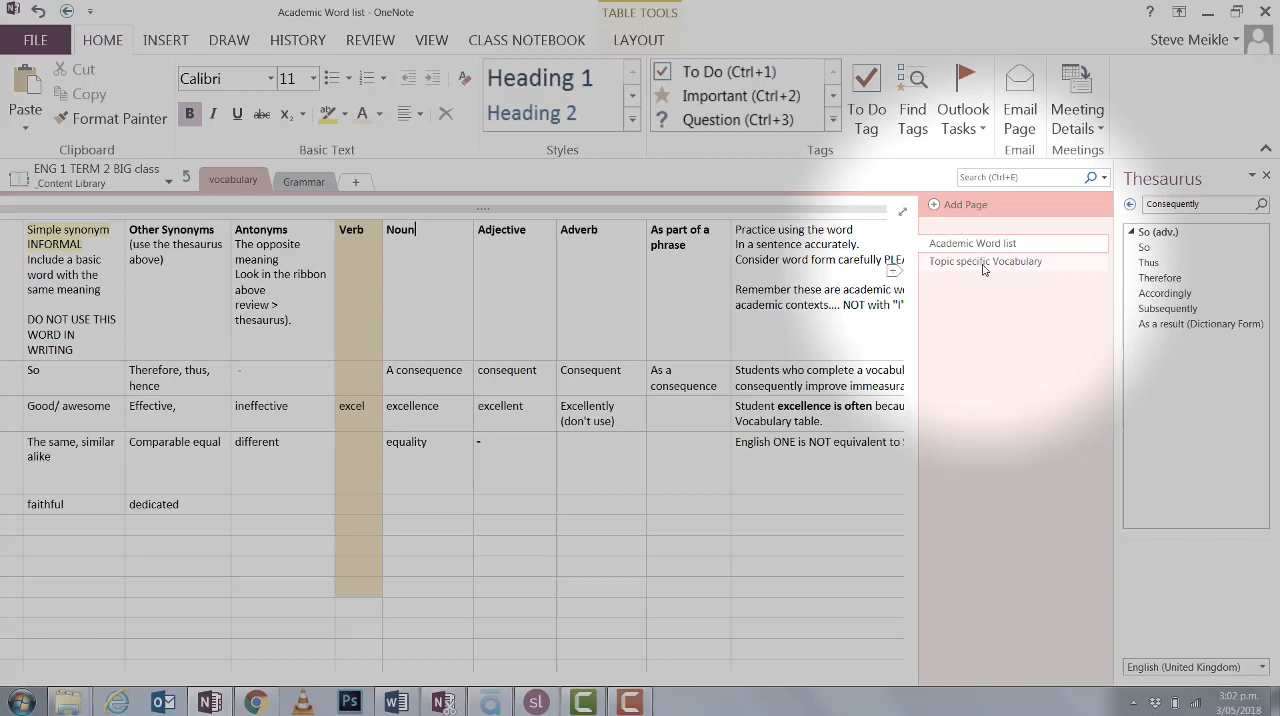 Academic Word list - OneNote
TABLE TOOLS
FILE
HOME
INSERT
DRAW
HISTORY
REVIEW
VIEW
CLASS NOTEBOOK
LAYOUT
Steve Meikle
Paste
Cut
Copy
Format Painter
Clipboard
Calibri
11
B I U abc X₂ A
Basic Text
Heading 1
Heading 2
Styles
To Do (Ctrl+1)
Important (Ctrl+2)
Question (Ctrl+3)
To Do
Tag
Find
Tags
Tags
Outlook
Tasks
Email
Page
Email
Meeting
Details
Meetings
ENG 1 TERM 2 BIG class
_Content Library
vocabulary
Grammar
Search (Ctrl+E)
Simple synonym
INFORMAL
Include a basic
word with the
same meaning
DO NOT USE THIS
WORD IN
WRITING
Other Synonyms
(use the thesaurus
above)
Antonyms
The opposite
meaning
Look in the ribbon
above
review >
thesaurus).
Verb
Noun
Adjective
Adverb
As part of a
phrase
Practice using the word
In a sentence accurately.
Consider word form carefully PLEA
Remember these are academic wo
academic contexts.... NOT with "I"
So
Therefore, thus,
hence
-
A consequence
consequent
Consequent
As a
consequence
Students who complete a vocabul
consequently improve immeasura
Good/ awesome
Effective,
ineffective
excel
excellence
excellent
Excellently
(don't use)
Student excellence is often becau
Vocabulary table.
The same, similar
alike
Comparable equal
different
equality
-
English ONE is NOT equivalent to S
faithful
dedicated
Add Page
Academic Word list
Topic specific Vocabulary
Thesaurus
Consequently
So (adv.)
So
Thus
Therefore
Accordingly
Subsequently
As a result (Dictionary Form)
English (United Kingdom)
Ps
sl
3:02 p.m.
3/05/2018